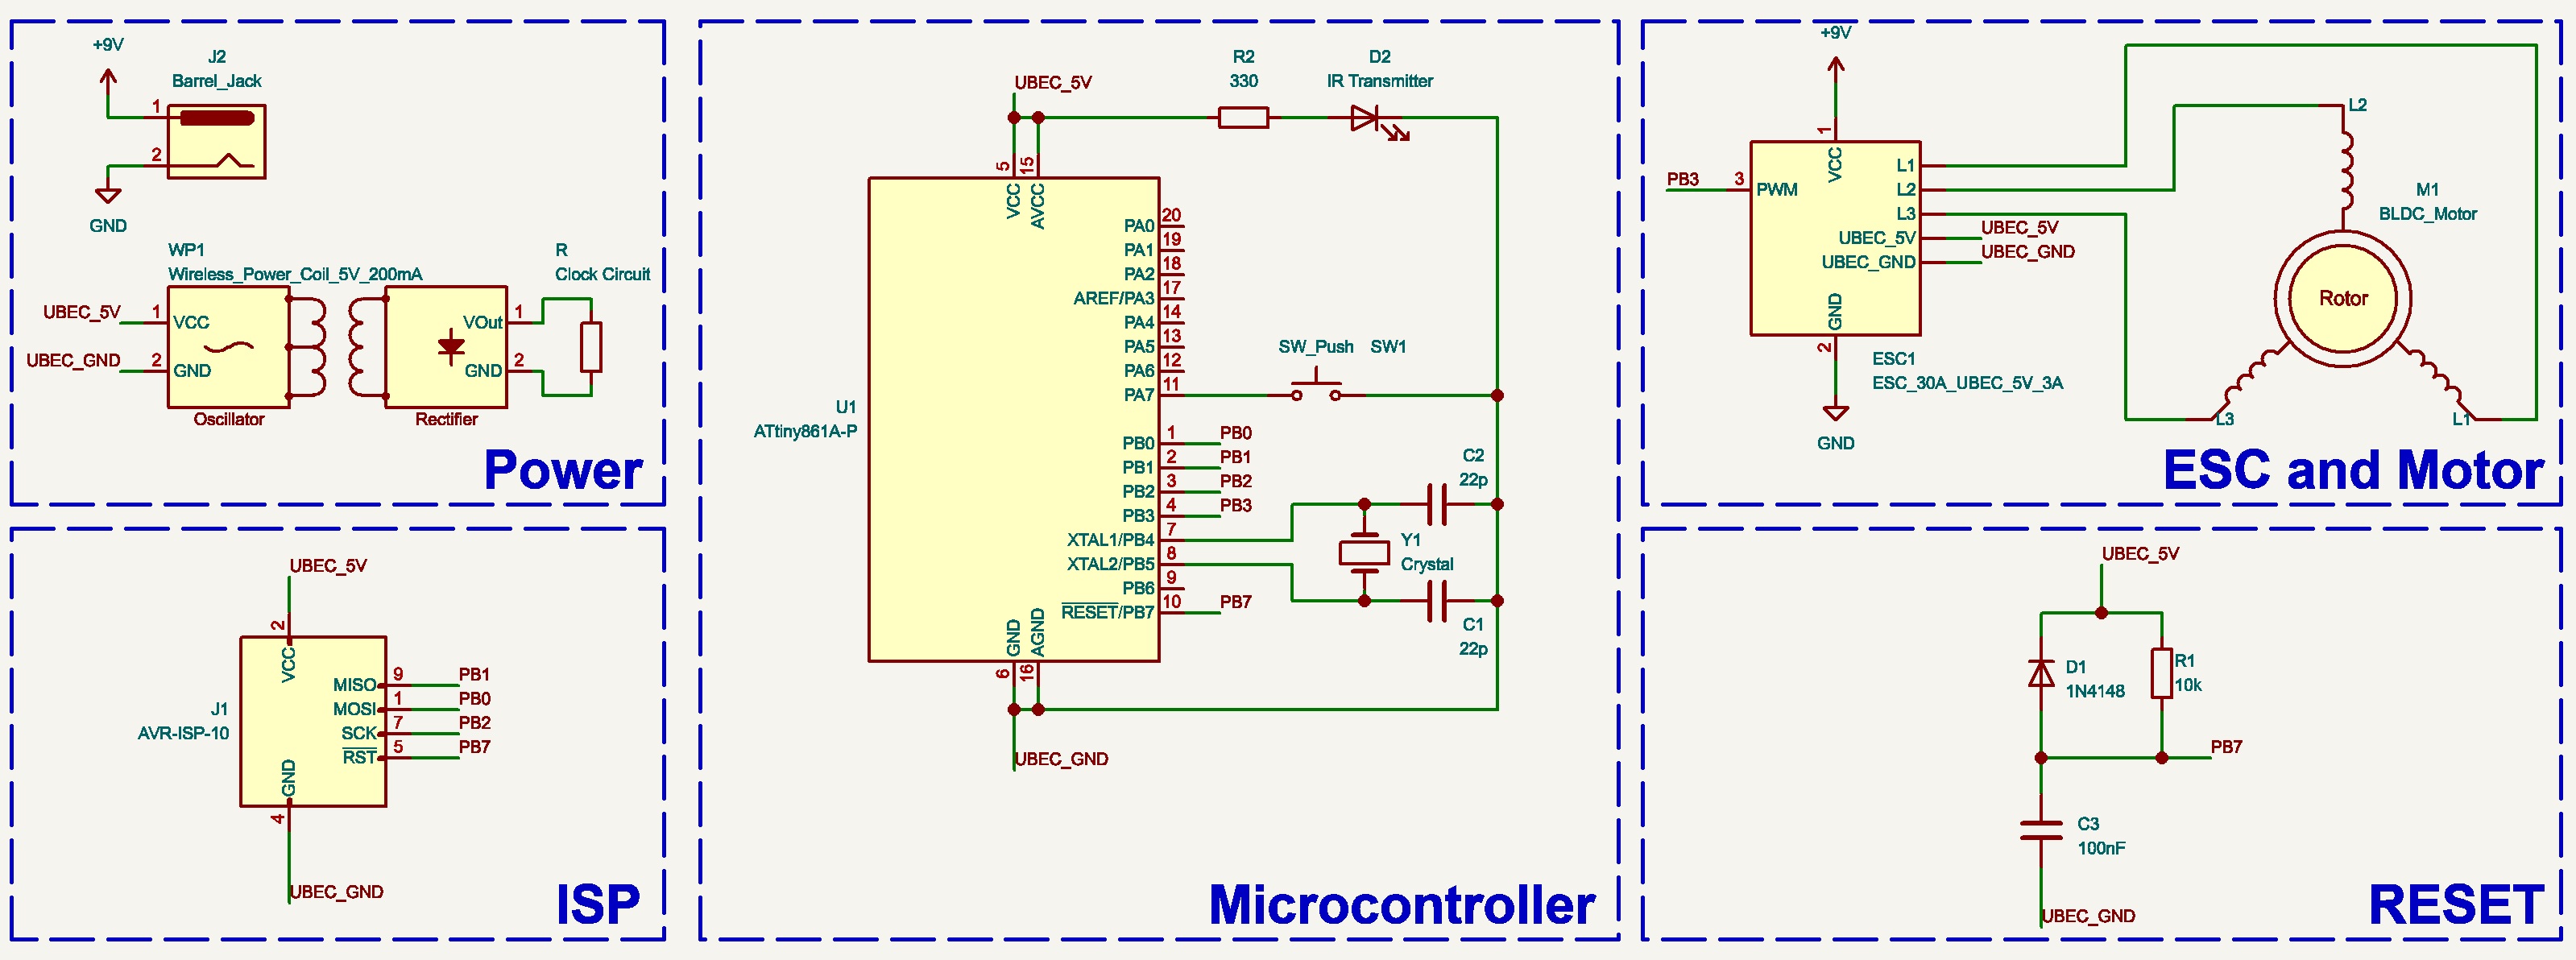 +9V
J2
Barrel_Jack
1
2
GND
WP1
Wireless_Power_Coil_5V_200mA
R
Clock Circuit
UBEC_5V
1
VCC
VOut
1
UBEC_GND
2
GND
GND
2
Oscillator
Rectifier
Power
UBEC_5V
2
VCC
J1
AVR-ISP-10
MISO
9
PB1
MOSI
1
PB0
SCK
7
PB2
RST
5
PB7
GND
4
UBEC_GND
ISP
UBEC_5V
R2
330
D2
IR Transmitter
5
15
VCC
AVCC
U1
ATtiny861A-P
PA0
20
PA1
19
PA2
18
AREF/PA3
17
PA4
14
PA5
13
PA6
12
PA7
11
SW_Push
SW1
PB0
1
PB0
PB1
2
PB1
PB2
3
PB2
PB3
4
PB3
XTAL1/PB4
7
XTAL2/PB5
8
PB6
9
RESET/PB7
10
PB7
C2
22p
Y1
Crystal
C1
22p
GND
AGND
6
16
UBEC_GND
Microcontroller
+9V
1
VCC
PB3
3
PWM
L1
L2
L3
UBEC_5V
UBEC_5V
UBEC_GND
UBEC_GND
GND
2
GND
ESC1
ESC_30A_UBEC_5V_3A
L2
M1
BLDC_Motor
Rotor
L3
L1
ESC and Motor
UBEC_5V
D1
1N4148
R1
10k
PB7
C3
100nF
UBEC_GND
RESET